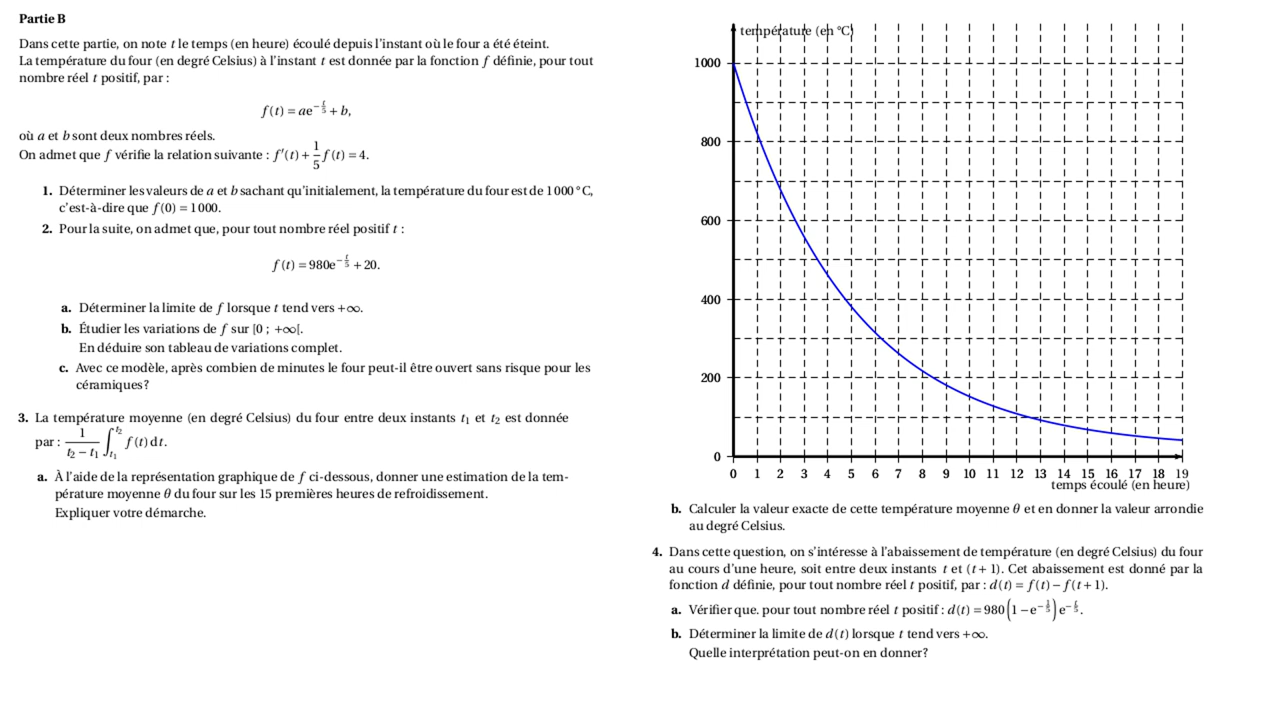 Partie B
Dans cette partie, on note t le temps (en heure) écoulé depuis l'instant où le four a été éteint.
La température du four (en degré Celsius) à l'instant t est donnée par la fonction f définie, pour tout
nombre réel t positif, par :
f(t) = ae^{-t/5} + b,
où a et b sont deux nombres réels.
On admet que f vérifie la relation suivante : f′(t) + 1/5 f(t) = 4.
1. Déterminer les valeurs de a et b sachant qu'initialement, la température du four est de 1 000 °C,
c'est-à-dire que f(0) = 1 000.
2. Pour la suite, on admet que, pour tout nombre réel positif t :
f(t) = 980e^{-t/5} + 20.
a. Déterminer la limite de f lorsque t tend vers +∞.
b. Étudier les variations de f sur [0 ; +∞[.
En déduire son tableau de variations complet.
c. Avec ce modèle, après combien de minutes le four peut-il être ouvert sans risque pour les
céramiques?
3. La température moyenne (en degré Celsius) du four entre deux instants t₁ et t₂ est donnée
par : 1/(t₂ − t₁) ∫_{t₁}^{t₂} f(t) dt.
a. À l'aide de la représentation graphique de f ci-dessous, donner une estimation de la tem-
pérature moyenne θ du four sur les 15 premières heures de refroidissement.
Expliquer votre démarche.
température (en °C)
1000
800
600
400
200
0
0 1 2 3 4 5 6 7 8 9 10 11 12 13 14 15 16 17 18 19
temps écoulé (en heure)
b. Calculer la valeur exacte de cette température moyenne θ et en donner la valeur arrondie
au degré Celsius.
4. Dans cette question, on s'intéresse à l'abaissement de température (en degré Celsius) du four
au cours d'une heure, soit entre deux instants t et (t + 1). Cet abaissement est donné par la
fonction d définie, pour tout nombre réel t positif, par : d(t) = f(t) − f(t + 1).
a. Vérifier que. pour tout nombre réel t positif : d(t) = 980(1 − e^{-1/5})e^{-t/5}.
b. Déterminer la limite de d(t) lorsque t tend vers +∞.
Quelle interprétation peut-on en donner?